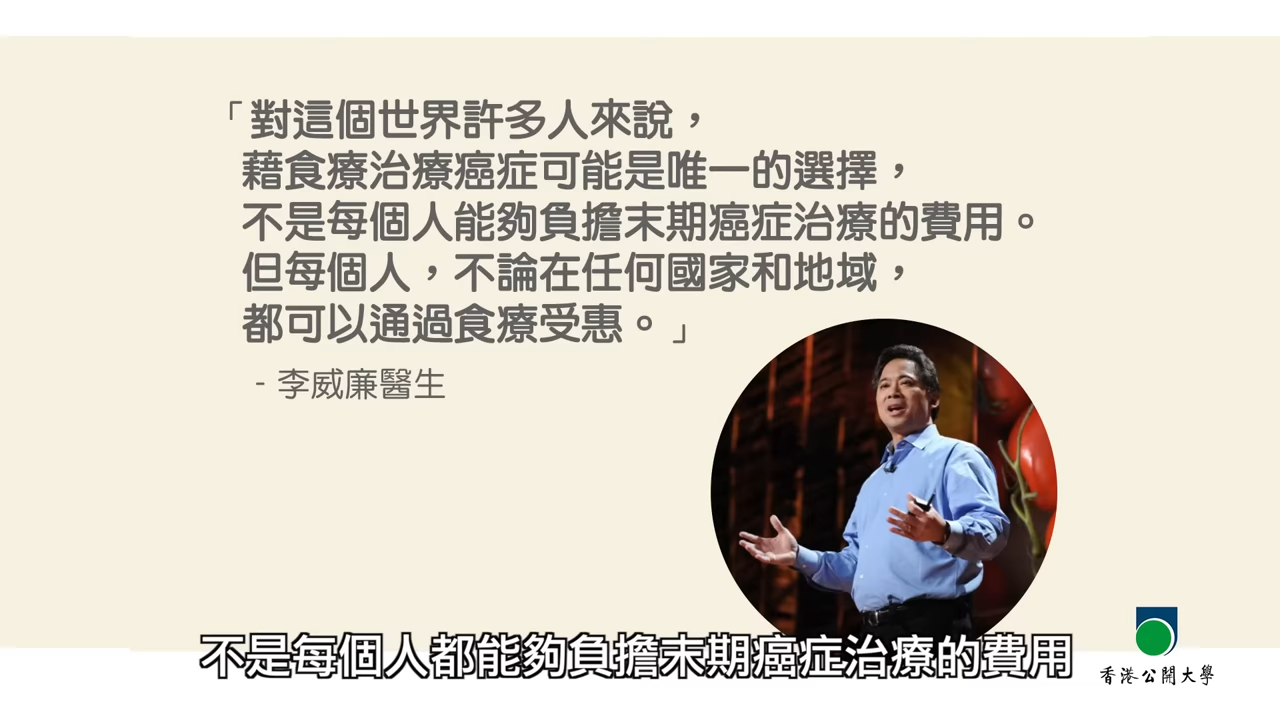 「對這個世界許多人來說，
藉食療治療癌症可能是唯一的選擇，
不是每個人能夠負擔末期癌症治療的費用。
但每個人，不論在任何國家和地域，
都可以通過食療受惠。」
- 李威廉醫生
不是每個人都能夠負擔末期癌症治療的費用
香港公開大學